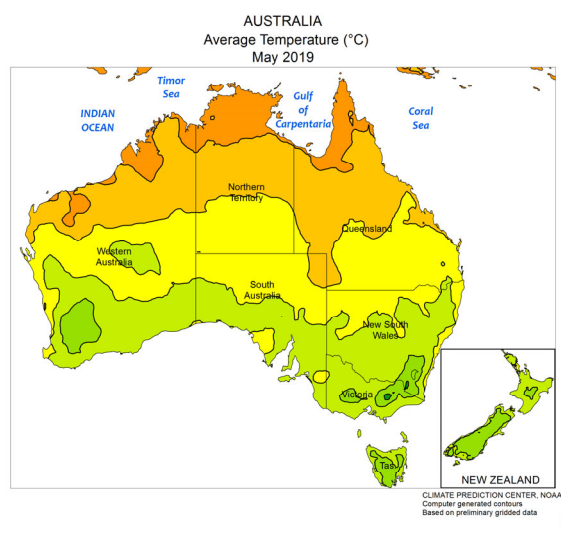 AUSTRALIA
Average Temperature (°C)
May 2019
Timor
Sea
Gulf
of
Carpentaria
INDIAN
OCEAN
Coral
Sea
Northern
Territory
Queensland
Western
Australia
South
Australia
New South
Wales
Victoria
Tas
NEW ZEALAND
CLIMATE PREDICTION CENTER, NOAA
Computer generated contours
Based on preliminary gridded data